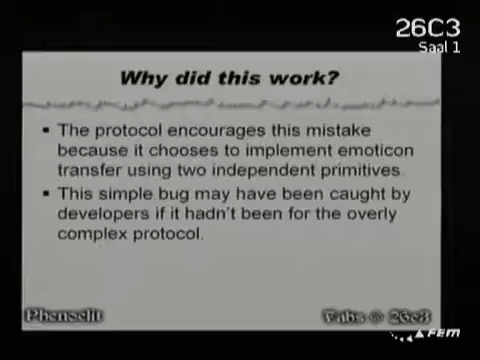 26C3
Saal 1
Why did this work?
▪ The protocol encourages this mistake
because it chooses to implement emoticon
transfer using two independent primitives.
▪ This simple bug may have been caught by
developers if it hadn't been for the overly
complex protocol.
Phenoelit
@ 26c3
FEM